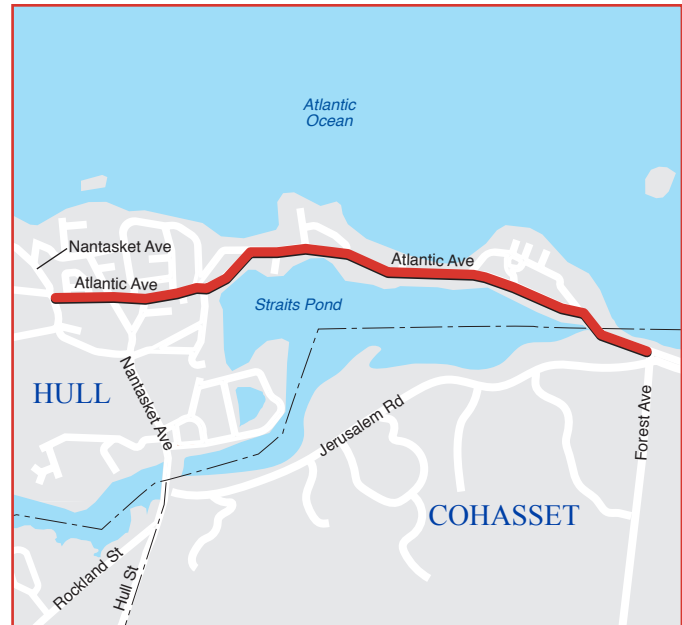 Atlantic
Ocean
Nantasket Ave
Atlantic Ave
Atlantic Ave
Straits Pond
HULL
Nantasket Ave
Jerusalem Rd
Forest Ave
COHASSET
Rockland St
Hull St